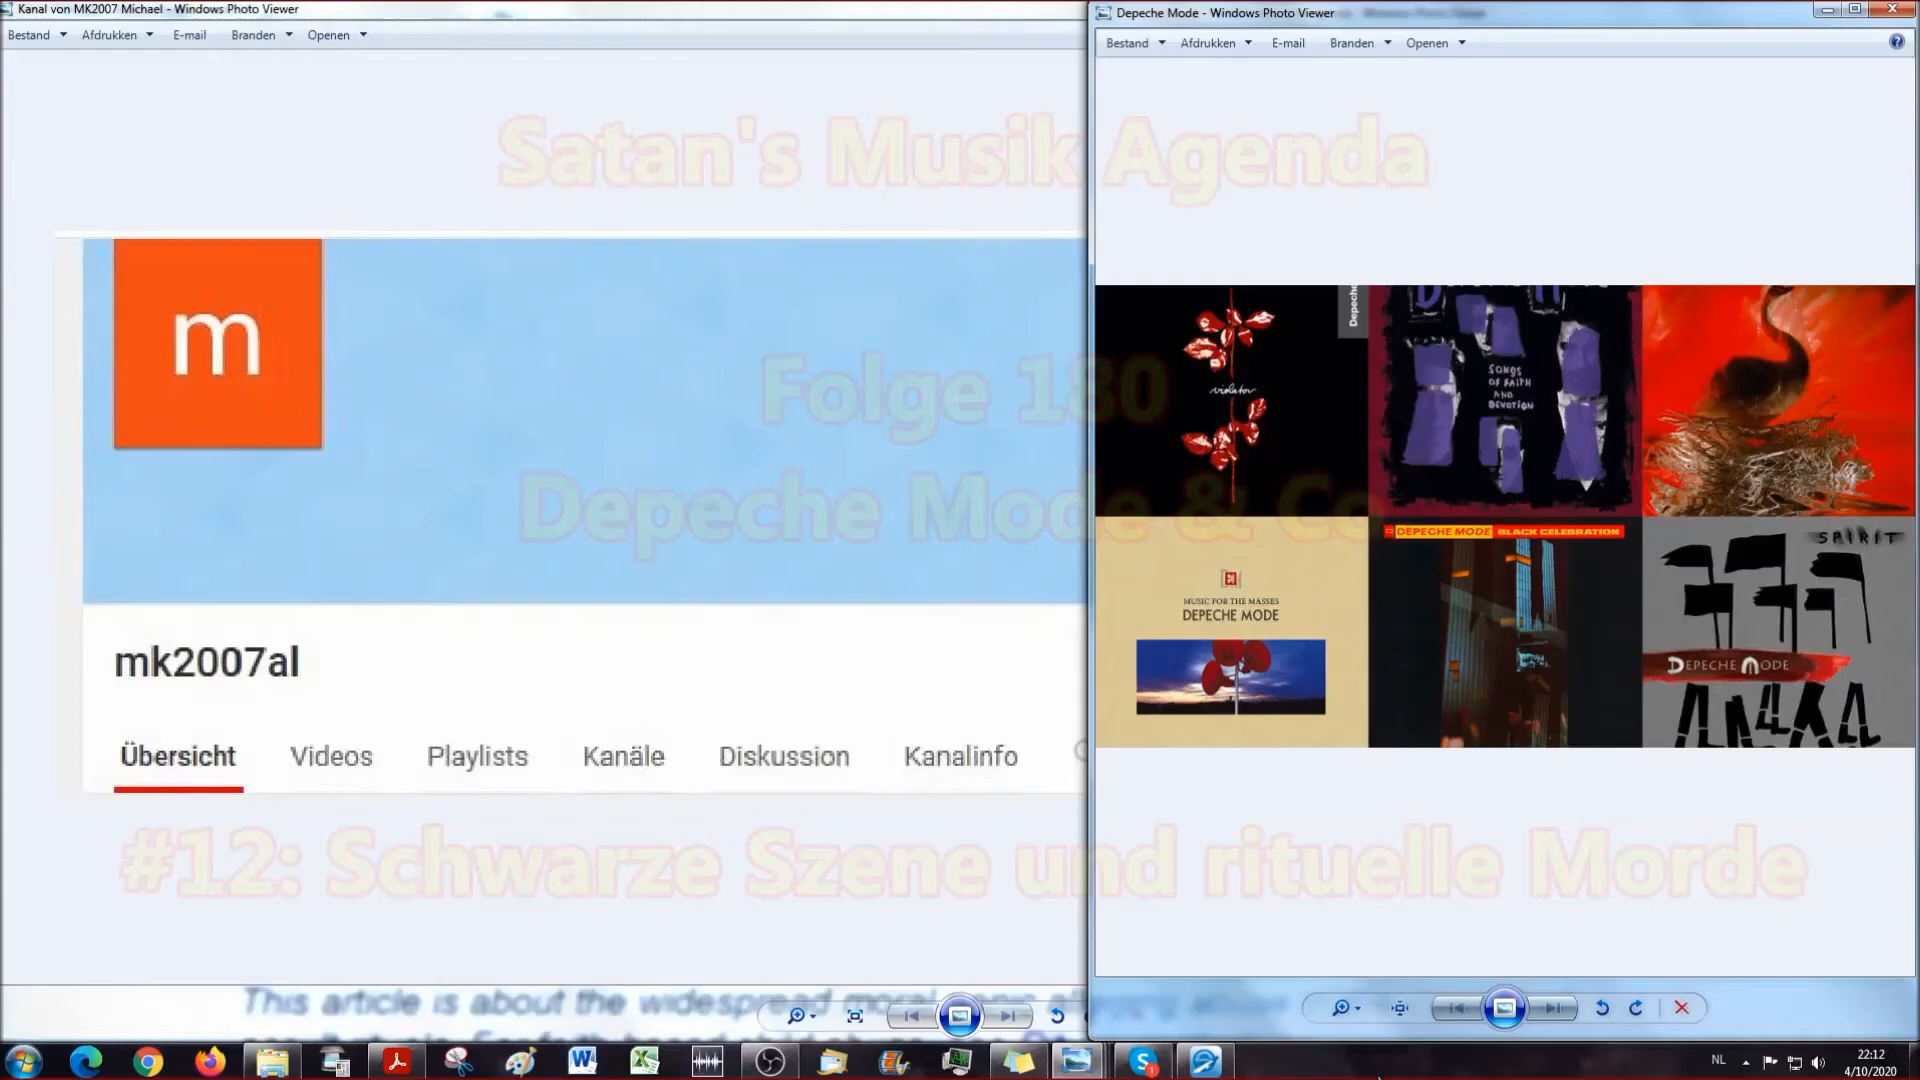 Kanal von MK2007 Michael - Windows Photo Viewer
Bestand Afdrukken E-mail Branden Openen
Depeche Mode - Windows Photo Viewer
Bestand Afdrukken E-mail Branden Openen
Satan's Musik Agenda
m
Folge 180
Depeche Mode & Co
mk2007al
Übersicht Videos Playlists Kanäle Diskussion Kanalinfo
Depeche
violator
SONGS
OF FAITH
AND
DEVOTION
MUSIC FOR THE MASSES
DEPECHE MODE
DEPECHE MODE BLACK CELEBRATION
SPIRIT
DEPECHE MODE
#12: Schwarze Szene und rituelle Morde
This article is about the widespread moral
NL
22:12
4/10/2020